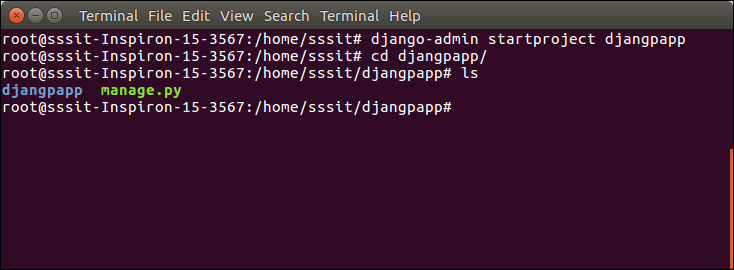 Terminal File Edit View Search Terminal Help
root@sssit-Inspiron-15-3567:/home/sssit# django-admin startproject djangpapp
root@sssit-Inspiron-15-3567:/home/sssit# cd djangpapp/
root@sssit-Inspiron-15-3567:/home/sssit/djangpapp# ls
djangpapp  manage.py
root@sssit-Inspiron-15-3567:/home/sssit/djangpapp#